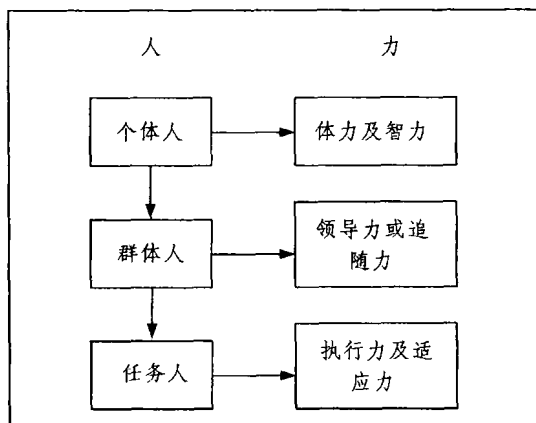 人 力
个体人 体力及智力
群体人 领导力或追
随力
任务人 执行力及适
应力